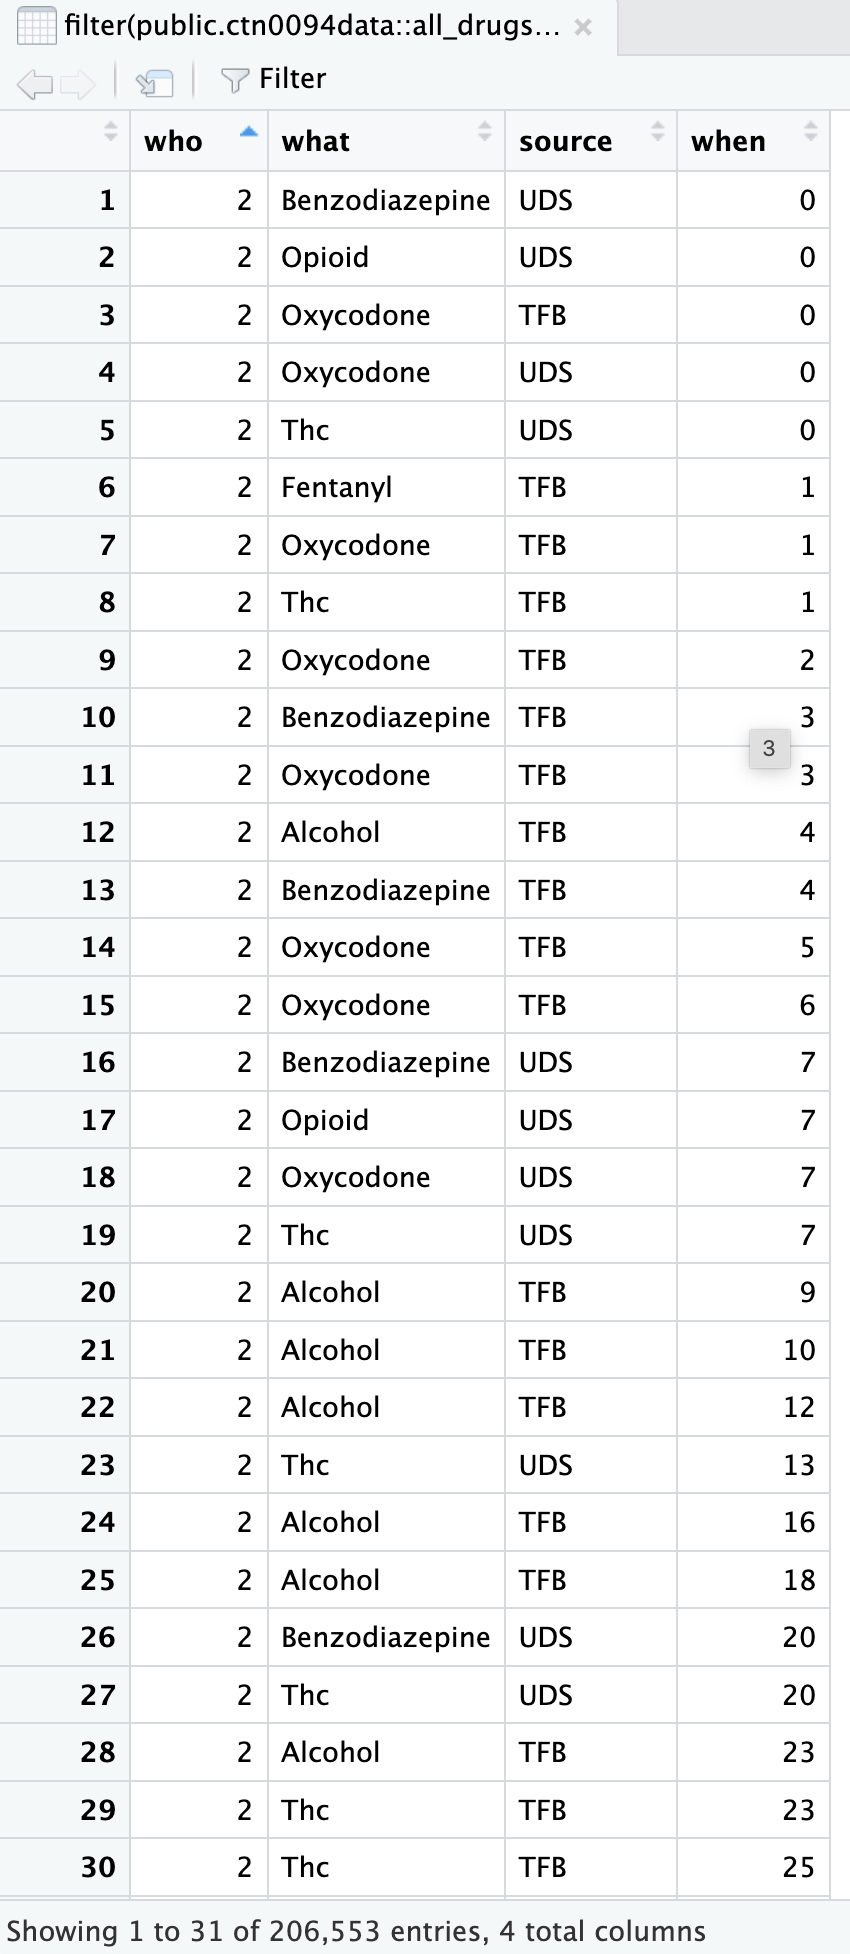 filter(public.ctn0094data::all_drugs...
Filter
who what source when
1 2 Benzodiazepine UDS 0
2 2 Opioid UDS 0
3 2 Oxycodone TFB 0
4 2 Oxycodone UDS 0
5 2 Thc UDS 0
6 2 Fentanyl TFB 1
7 2 Oxycodone TFB 1
8 2 Thc TFB 1
9 2 Oxycodone TFB 2
10 2 Benzodiazepine TFB 3
3
11 2 Oxycodone TFB 3
12 2 Alcohol TFB 4
13 2 Benzodiazepine TFB 4
14 2 Oxycodone TFB 5
15 2 Oxycodone TFB 6
16 2 Benzodiazepine UDS 7
17 2 Opioid UDS 7
18 2 Oxycodone UDS 7
19 2 Thc UDS 7
20 2 Alcohol TFB 9
21 2 Alcohol TFB 10
22 2 Alcohol TFB 12
23 2 Thc UDS 13
24 2 Alcohol TFB 16
25 2 Alcohol TFB 18
26 2 Benzodiazepine UDS 20
27 2 Thc UDS 20
28 2 Alcohol TFB 23
29 2 Thc TFB 23
30 2 Thc TFB 25
Showing 1 to 31 of 206,553 entries, 4 total columns